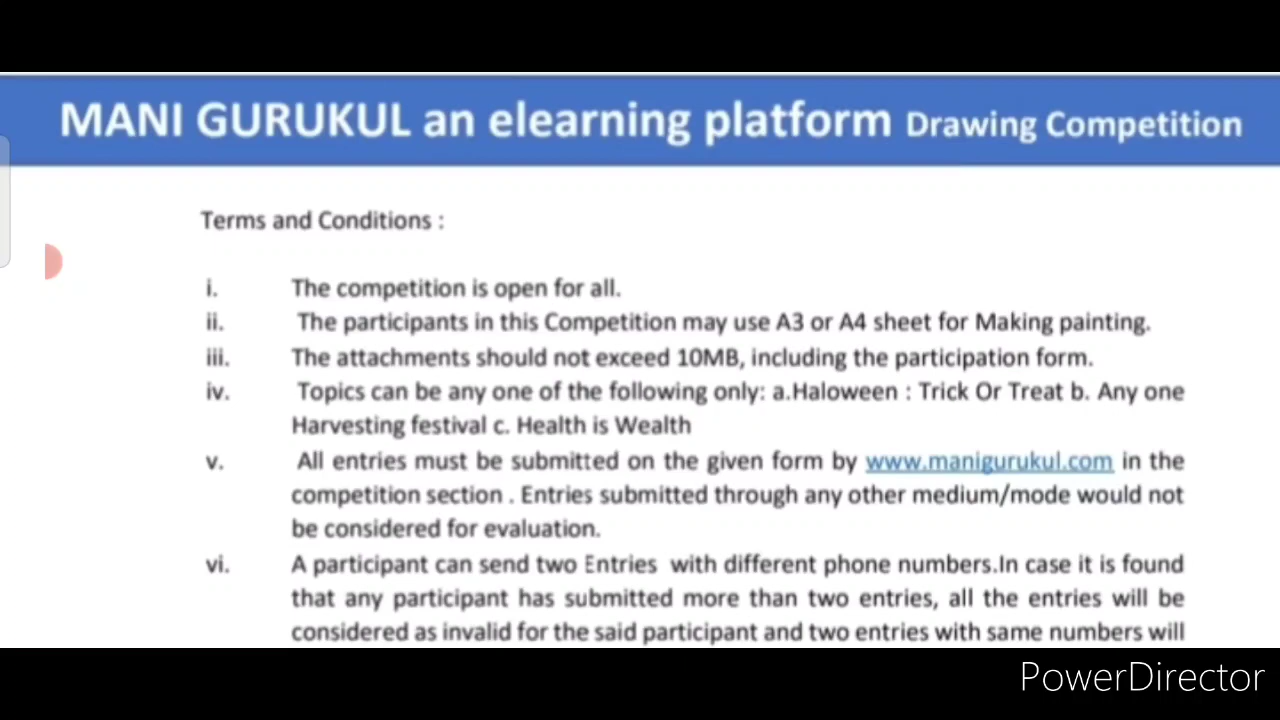 MANI GURUKUL an elearning platform Drawing Competition
Terms and Conditions :
i. The competition is open for all.
ii. The participants in this Competition may use A3 or A4 sheet for Making painting.
iii. The attachments should not exceed 10MB, including the participation form.
iv. Topics can be any one of the following only: a.Haloween : Trick Or Treat b. Any one
Harvesting festival c. Health is Wealth
v. All entries must be submitted on the given form by www.manigurukul.com in the
competition section . Entries submitted through any other medium/mode would not
be considered for evaluation.
vi. A participant can send two Entries with different phone numbers.In case it is found
that any participant has submitted more than two entries, all the entries will be
considered as invalid for the said participant and two entries with same numbers will
PowerDirector